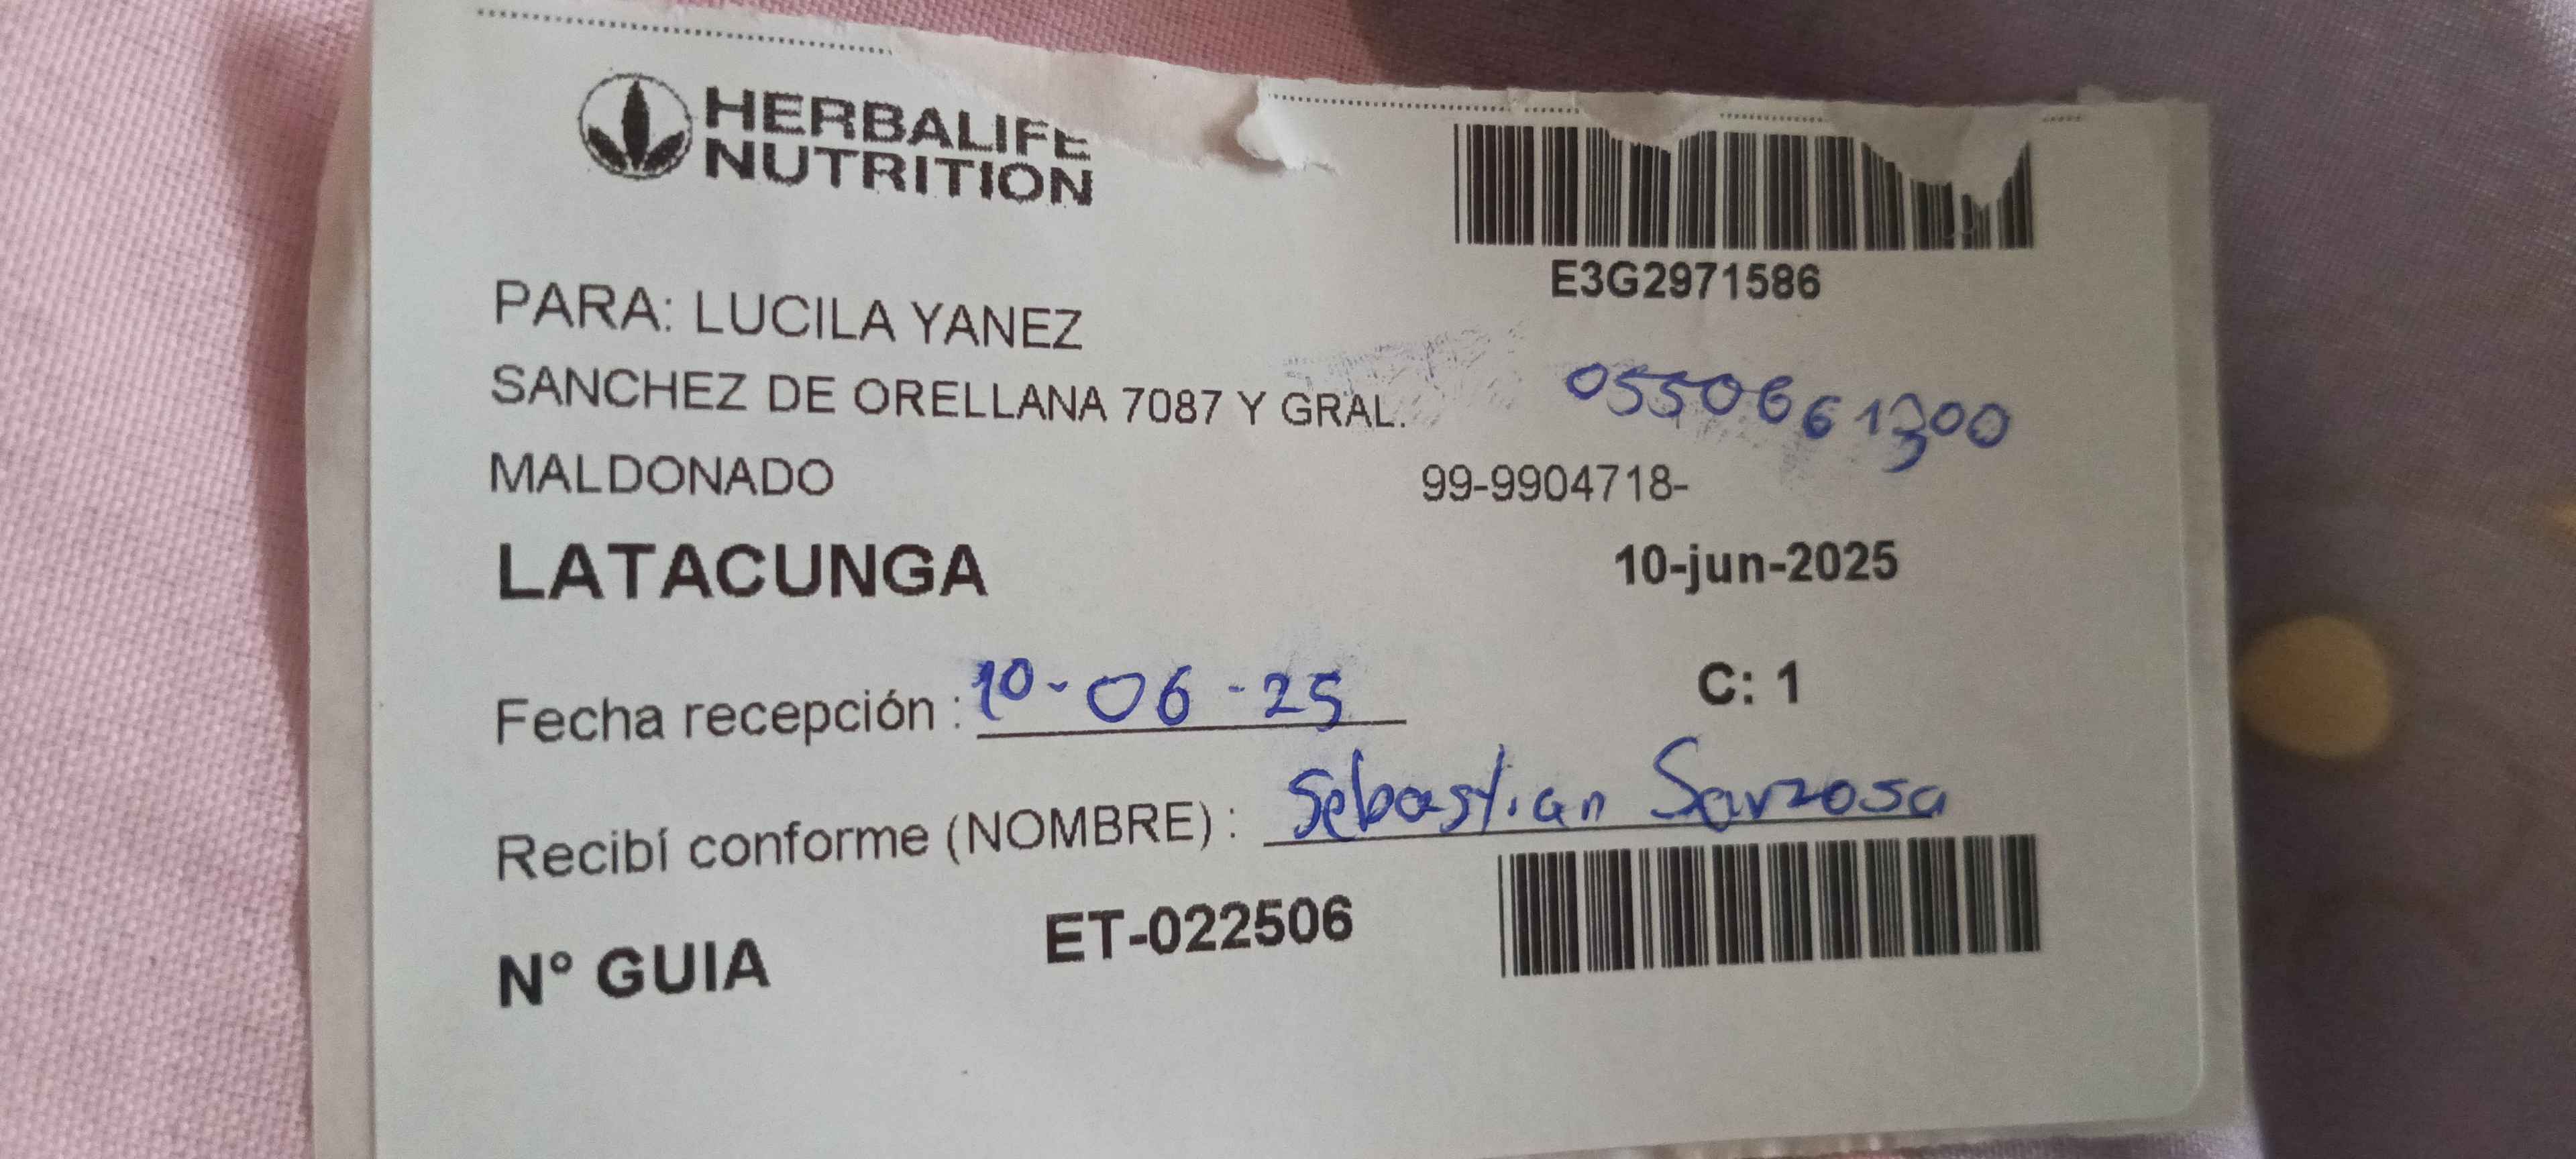 HERBALIFE
NUTRITION
E3G2971586
PARA: LUCILA YANEZ
SANCHEZ DE ORELLANA 7087 Y GRAL.
0550661300
MALDONADO
99-9904718-
LATACUNGA
10-jun-2025
Fecha recepción : 10-06-25
C: 1
Recibí conforme (NOMBRE) : Sebastian Sarzosa
N° GUIA ET-022506